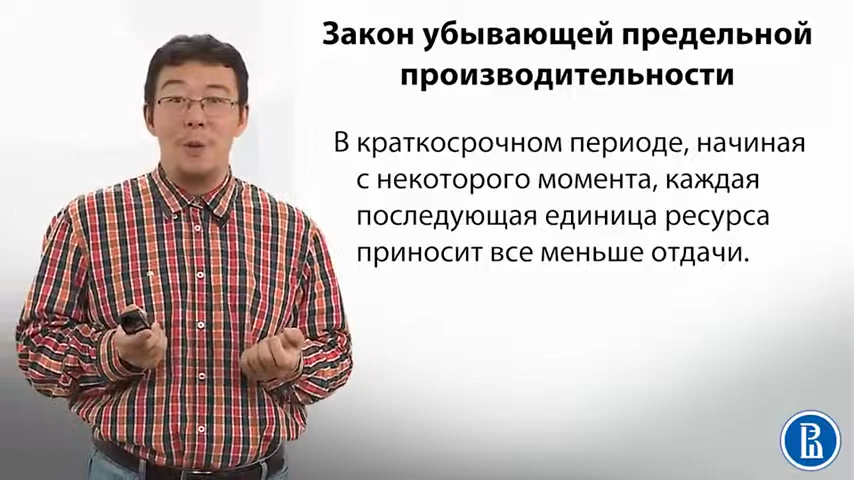 Закон убывающей предельной
производительности
В краткосрочном периоде, начиная
с некоторого момента, каждая
последующая единица ресурса
приносит все меньше отдачи.